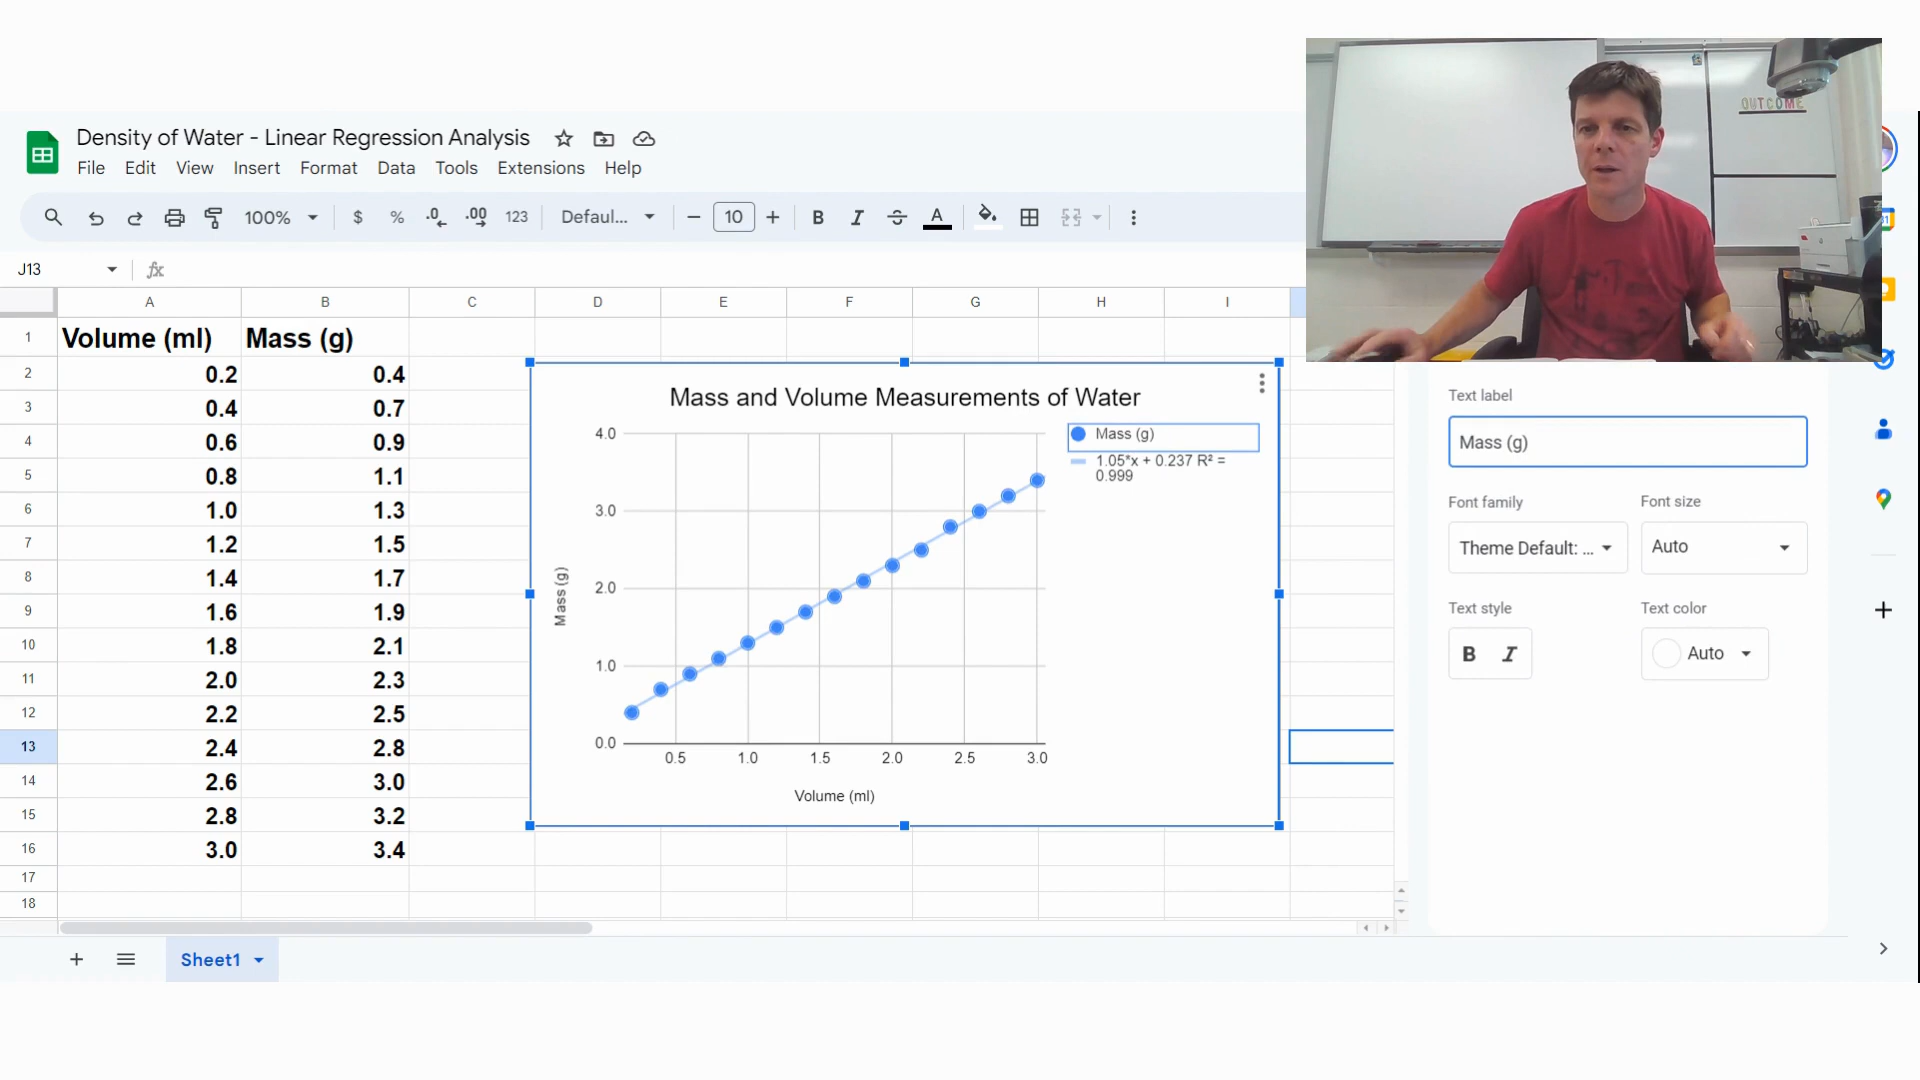 OUTCOME
Density of Water - Linear Regression Analysis
File Edit View Insert Format Data Tools Extensions Help
100% $ % .0 .00 123 Defaul... 10 B I A
J13 fx
A B C D E F G H I
1 Volume (ml) Mass (g)
2 0.2 0.4
3 0.4 0.7
4 0.6 0.9
5 0.8 1.1
6 1.0 1.3
7 1.2 1.5
8 1.4 1.7
9 1.6 1.9
10 1.8 2.1
11 2.0 2.3
12 2.2 2.5
13 2.4 2.8
14 2.6 3.0
15 2.8 3.2
16 3.0 3.4
17
18
Mass and Volume Measurements of Water
Mass (g)
1.05*x + 0.237 R² =
0.999
4.0
3.0
2.0
1.0
0.0
Mass (g)
0.5 1.0 1.5 2.0 2.5 3.0
Volume (ml)
Text label
Mass (g)
Font family Font size
Theme Default: ... Auto
Text style Text color
B I Auto
Sheet1